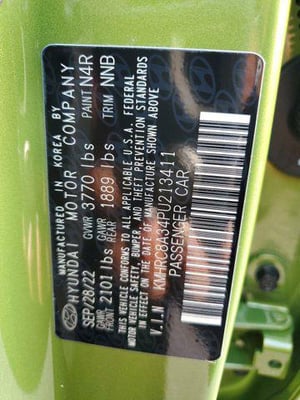 MANUFACTURED IN KOREA BY
HYUNDAI MOTOR COMPANY
SEP/20/22 GVWR 3770 lbs PAINT N4R
GAWR FRONT 2101 lbs GAWR REAR 1889 lbs TRIM NNB
THIS VEHICLE CONFORMS TO ALL APPLICABLE U.S.A. FEDERAL
MOTOR VEHICLE SAFETY, BUMPER, AND THEFT PREVENTION STANDARDS
IN EFFECT ON THE DATE OF MANUFACTURE SHOWN ABOVE
V.I.N KMHRC8A34PU213411
PASSENGER CAR